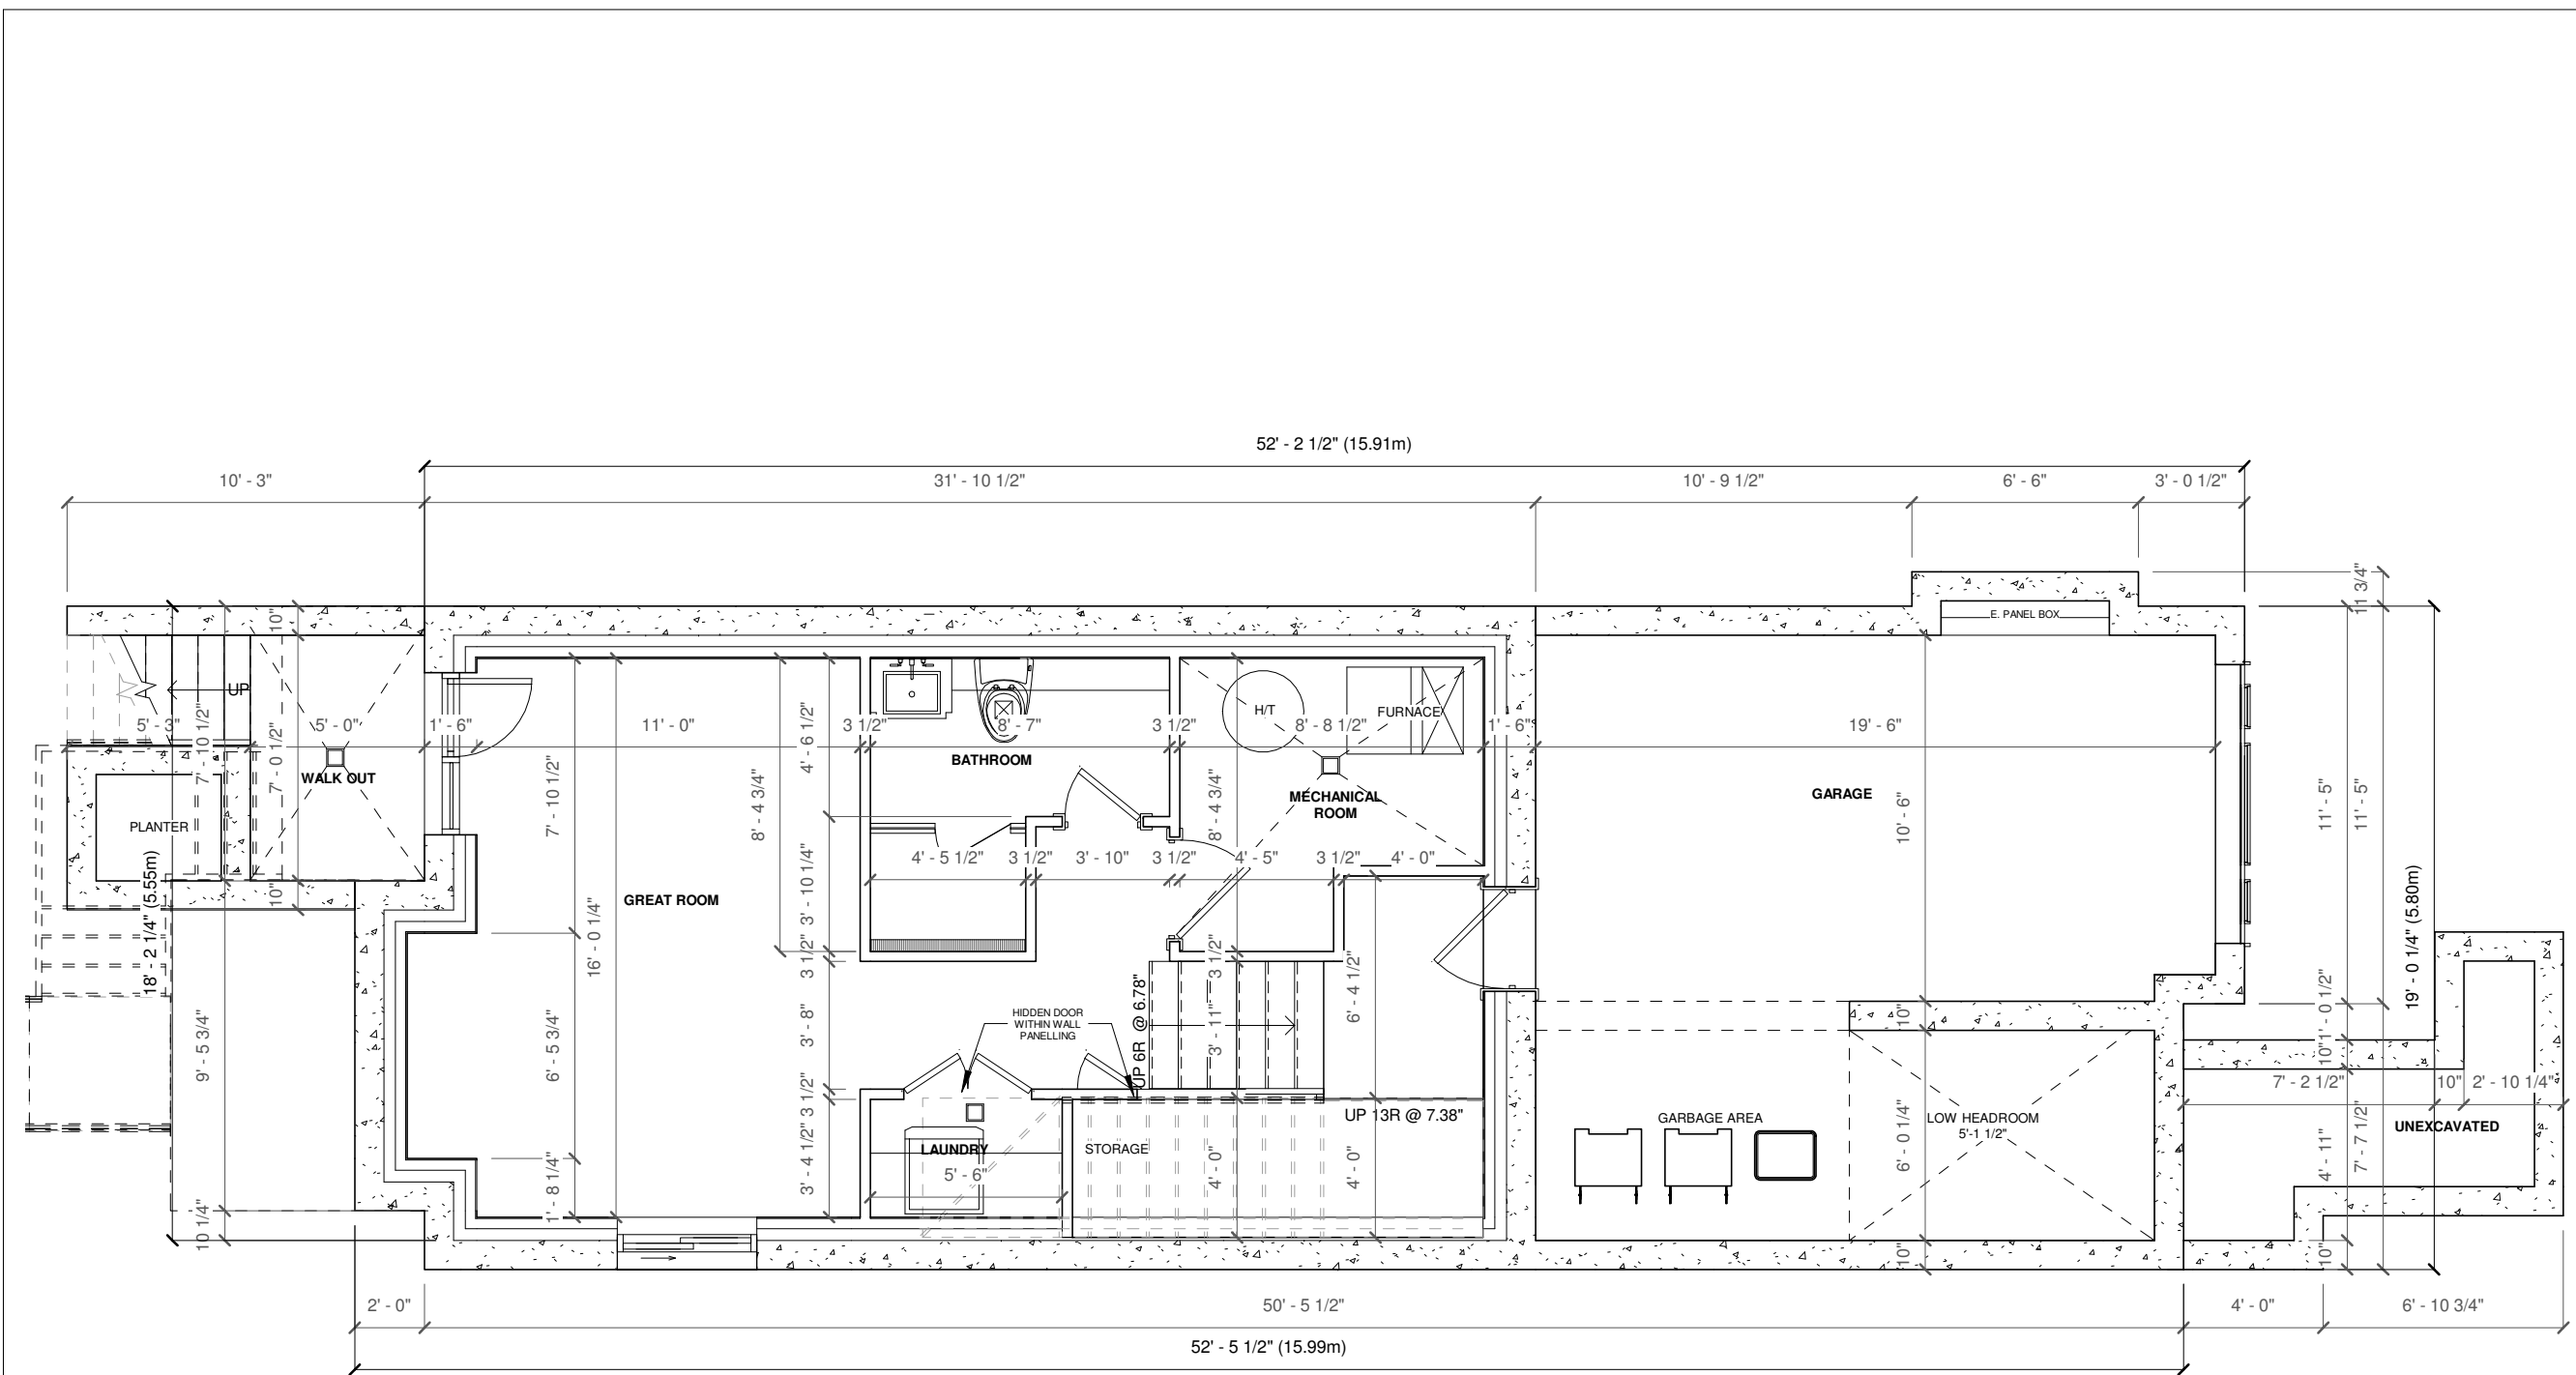 52' - 2 1/2" (15.91m)
10' - 3"
31' - 10 1/2"
10' - 9 1/2"
6' - 6"
3' - 0 1/2"
11 3/4"
10"
E. PANEL BOX
UP
5' - 3"
7' - 10 1/2"
7' - 0 1/2"
5' - 0"
1' - 6"
11' - 0"
3 1/2"
4' - 6 1/2"
8' - 7"
3 1/2"
H/T
8' - 8 1/2"
FURNACE
1' - 6"
19' - 6"
WALK OUT
BATHROOM
7' - 10 1/2"
8' - 4 3/4"
8' - 4 3/4"
MECHANICAL
ROOM
GARAGE
10' - 6"
11' - 5"
11' - 5"
PLANTER
4' - 5 1/2"
3 1/2"
3' - 10"
3 1/2"
4' - 5"
3 1/2"
4' - 0"
18' - 2 1/4" (5.55m)
10"
GREAT ROOM
16' - 0 1/4"
3' - 10 1/4"
3 1/2"
3 1/2"
19' - 0 1/4" (5.80m)
9' - 5 3/4"
6' - 5 3/4"
3' - 8"
HIDDEN DOOR
WITHIN WALL
PANELLING
UP 6R @ 6.78"
3' - 11"
6' - 4 1/2"
10"
1' - 0 1/2"
10"
7' - 2 1/2"
10"
2' - 10 1/4"
3 1/2"
UP 13R @ 7.38"
GARBAGE AREA
LOW HEADROOM
5'-1 1/2"
UNEXCAVATED
3' - 4 1/2"
LAUNDRY
STORAGE
5' - 6"
4' - 0"
4' - 0"
6' - 0 1/4"
4' - 11"
7' - 7 1/2"
1' - 8 1/4"
10 1/4"
10"
10"
2' - 0"
50' - 5 1/2"
4' - 0"
6' - 10 3/4"
52' - 5 1/2" (15.99m)